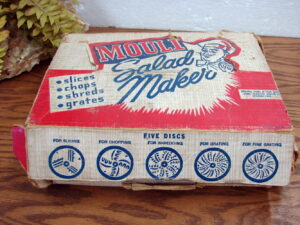 MOULI
Salad
Maker
• slices
• chops
• shreds
• grates
FIVE DISCS
FOR SLICING FOR CHOPPING FOR SHREDDING FOR GRATING FOR FINE GRATING